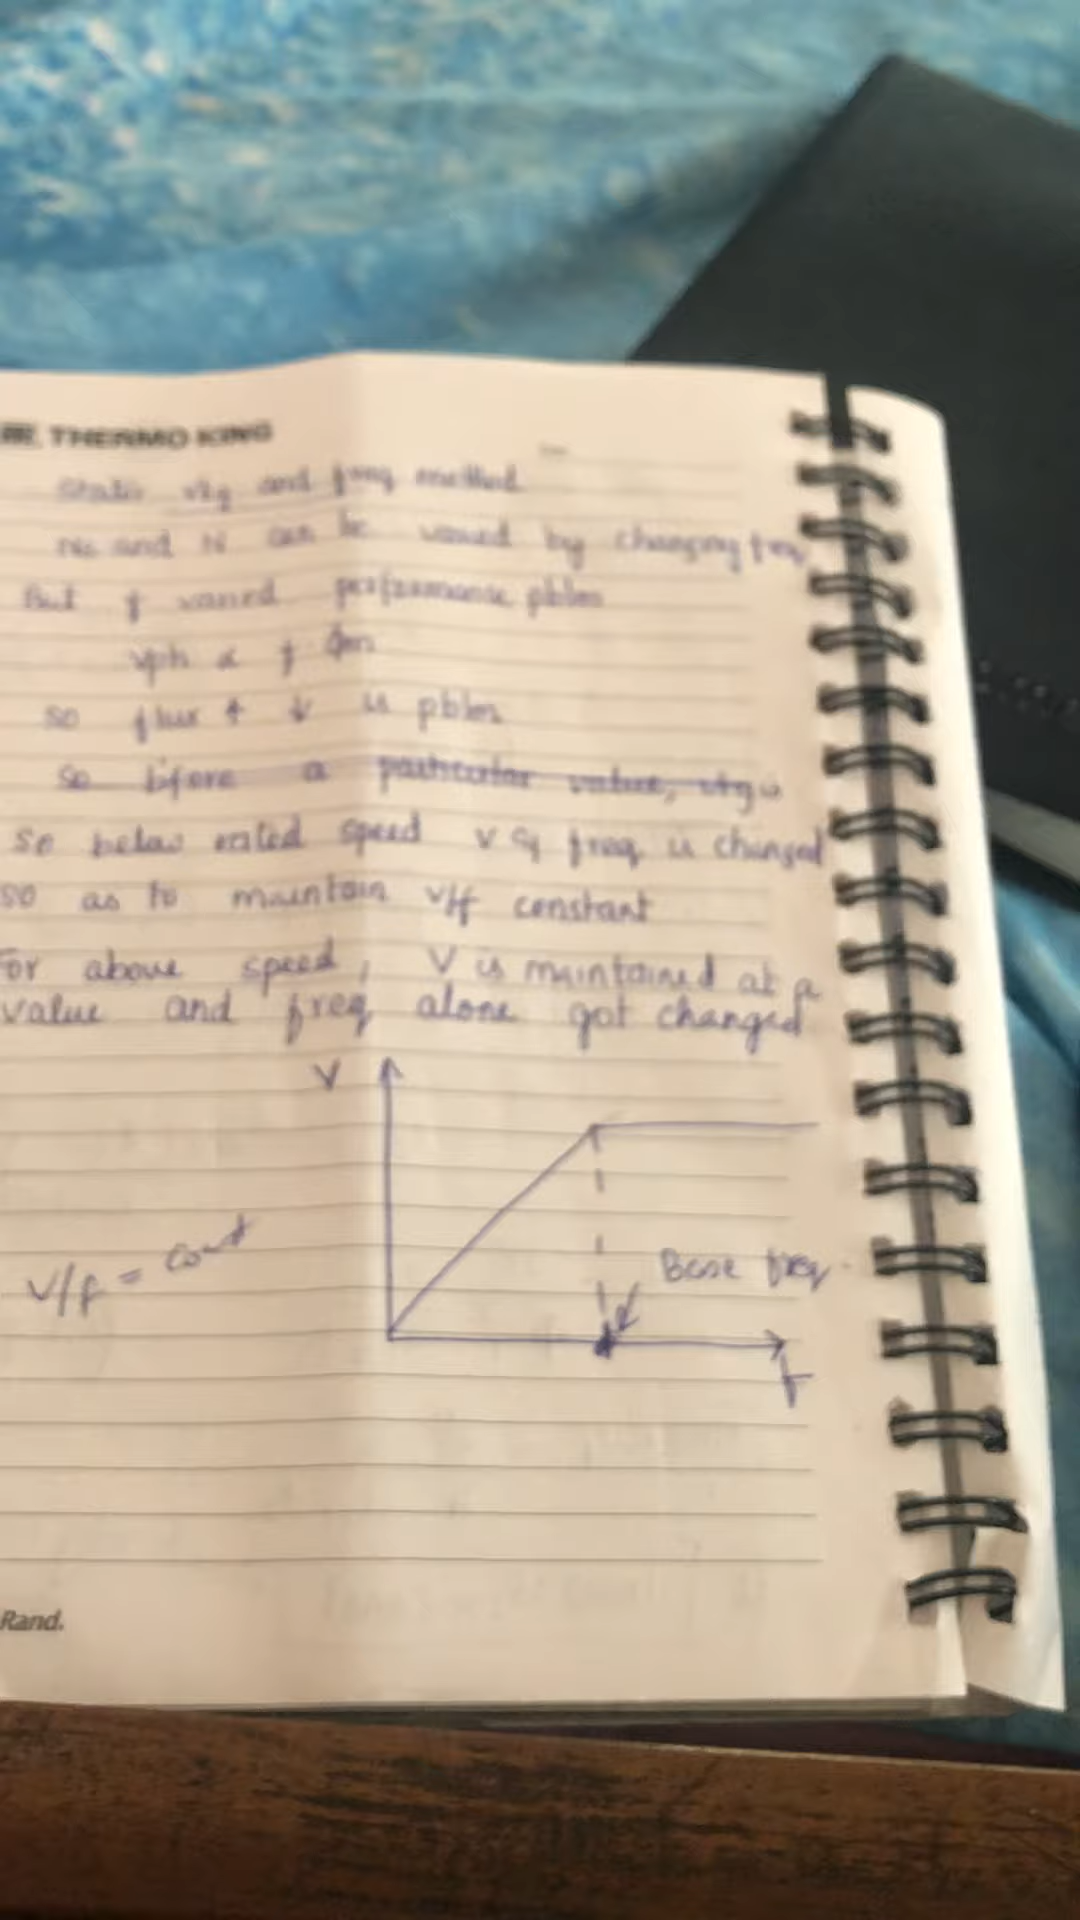 THERMO KING
static vtg and freq method
Ns and N can be varied by changing freq
But f varied performance pblm
Vph α f Φm
so flux ↑ ↓ is pblm
so before a particular value, vtg is
so below rated speed V & freq is changed
so as to maintain V/f constant
For above speed, V is maintained at a
value and freq alone got changed
V
V/f = const
Base freq.
f
Rand.